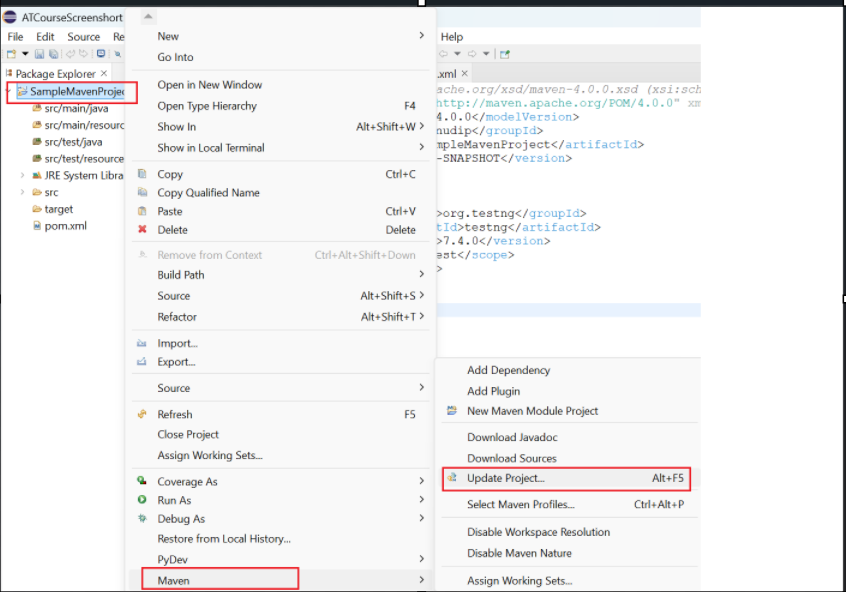 ATCourseScreenshort
File Edit Source Re
Help
Package Explorer ×
SampleMavenProjec
src/main/java
src/main/resourc
src/test/java
src/test/resource
JRE System Libra
src
target
pom.xml
New
Go Into
Open in New Window
Open Type Hierarchy F4
Show In Alt+Shift+W >
Show in Local Terminal >
Copy Ctrl+C
Copy Qualified Name
Paste Ctrl+V
Delete Delete
Remove from Context Ctrl+Alt+Shift+Down
Build Path >
Source Alt+Shift+S >
Refactor Alt+Shift+T >
Import...
Export...
Source >
Refresh F5
Close Project
Assign Working Sets...
Coverage As >
Run As >
Debug As >
Restore from Local History...
PyDev >
Maven >
.xml ×
ache.org/xsd/maven-4.0.0.xsd (xsi:sch
http://maven.apache.org/POM/4.0.0" xm
4.0.0</modelVersion>
nudip</groupId>
mpleMavenProject</artifactId>
-SNAPSHOT</version>
>org.testng</groupId>
tId>testng</artifactId>
>7.4.0</version>
est</scope>
>
Add Dependency
Add Plugin
New Maven Module Project
Download Javadoc
Download Sources
Update Project... Alt+F5
Select Maven Profiles... Ctrl+Alt+P
Disable Workspace Resolution
Disable Maven Nature
Assign Working Sets...